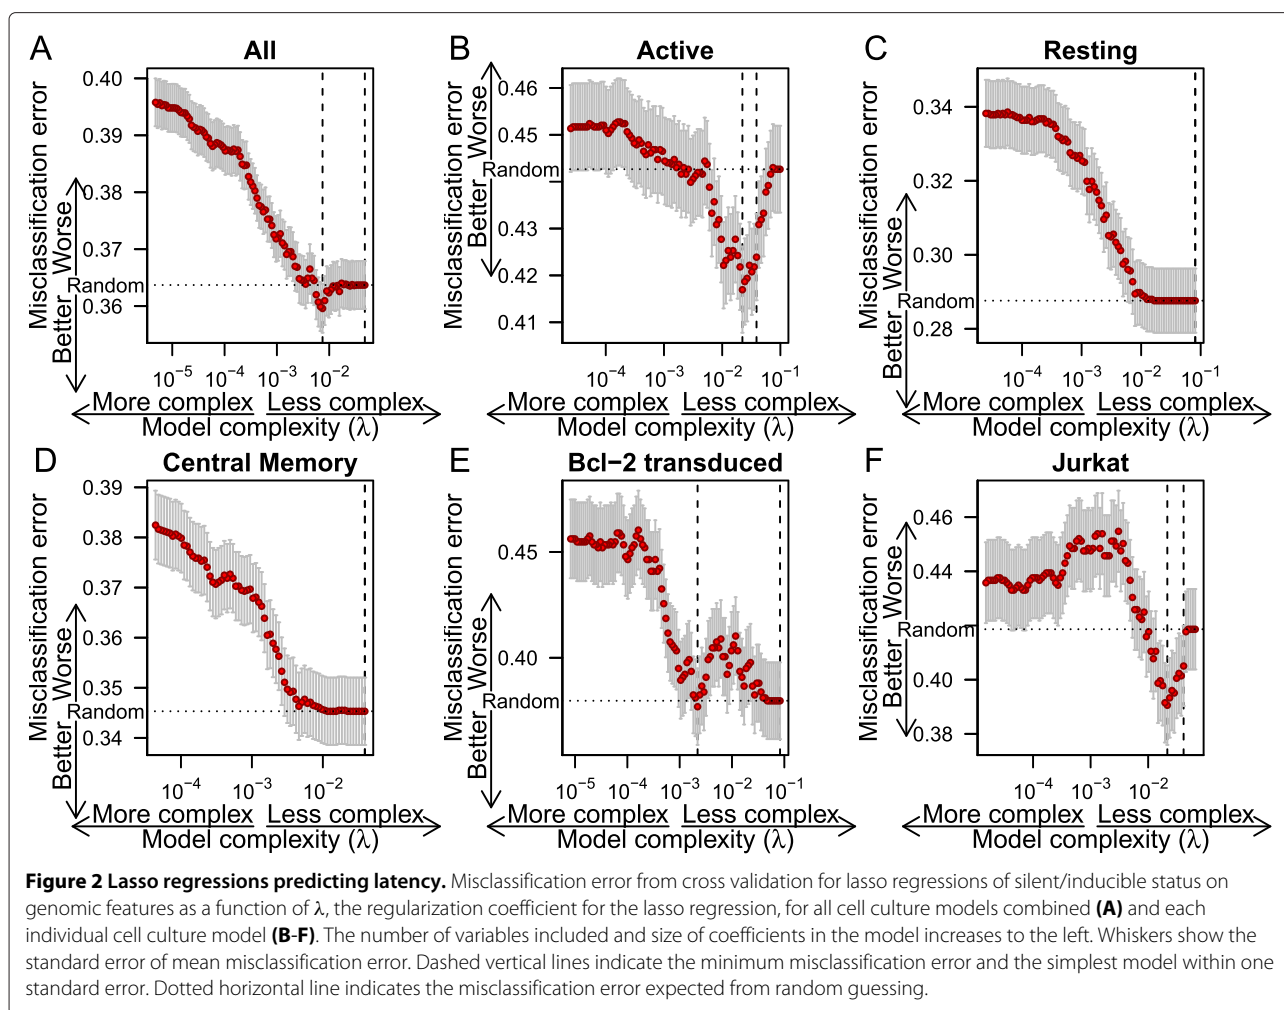 A
All
Misclassification error
Better Worse
0.40
0.39
0.38
0.37
Random
0.36
10−5 10−4 10−3 10−2
More complex Less complex
Model complexity (λ)
B
Active
Misclassification error
Better Worse
0.46
0.45
Random
0.43
0.42
0.41
10−4 10−3 10−2 10−1
More complex Less complex
Model complexity (λ)
C
Resting
Misclassification error
Better Worse
0.34
0.32
0.30
Random
0.28
10−4 10−3 10−2 10−1
More complex Less complex
Model complexity (λ)
D
Central Memory
Misclassification error
Better Worse
0.39
0.38
0.37
0.36
0.35
Random
0.34
10−4 10−3 10−2
More complex Less complex
Model complexity (λ)
E
Bcl−2 transduced
Misclassification error
Better Worse
0.45
0.40
Random
10−5 10−4 10−3 10−2 10−1
More complex Less complex
Model complexity (λ)
F
Jurkat
Misclassification error
Better Worse
0.46
0.44
Random
0.40
0.38
10−4 10−3 10−2
More complex Less complex
Model complexity (λ)
Figure 2 Lasso regressions predicting latency. Misclassification error from cross validation for lasso regressions of silent/inducible status on
genomic features as a function of λ, the regularization coefficient for the lasso regression, for all cell culture models combined (A) and each
individual cell culture model (B-F). The number of variables included and size of coefficients in the model increases to the left. Whiskers show the
standard error of mean misclassification error. Dashed vertical lines indicate the minimum misclassification error and the simplest model within one
standard error. Dotted horizontal line indicates the misclassification error expected from random guessing.